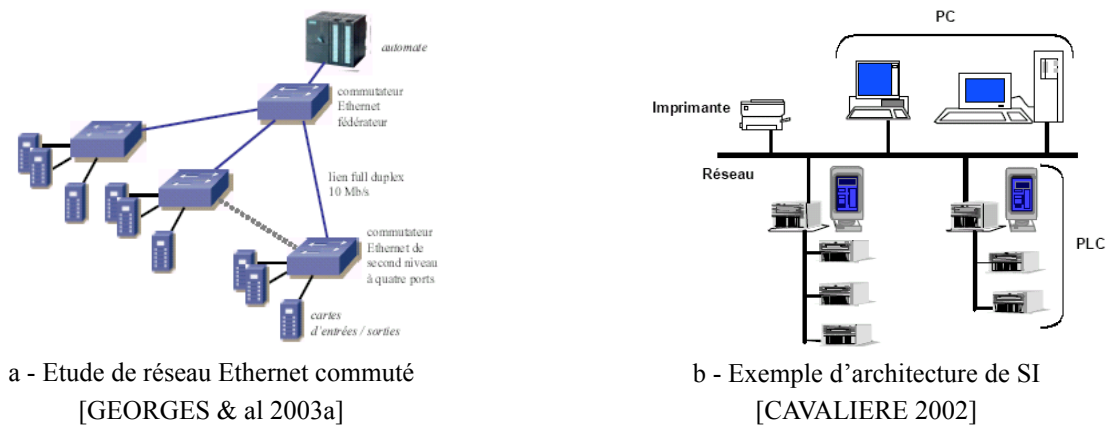 automate
commutateur
Ethernet
fédérateur
lien full duplex
10 Mb/s
commutateur
Ethernet de
second niveau
à quatre ports
cartes
d'entrées / sorties
a - Etude de réseau Ethernet commuté
[GEORGES & al 2003a]
PC
Imprimante
Réseau
PLC
b - Exemple d'architecture de SI
[CAVALIERE 2002]